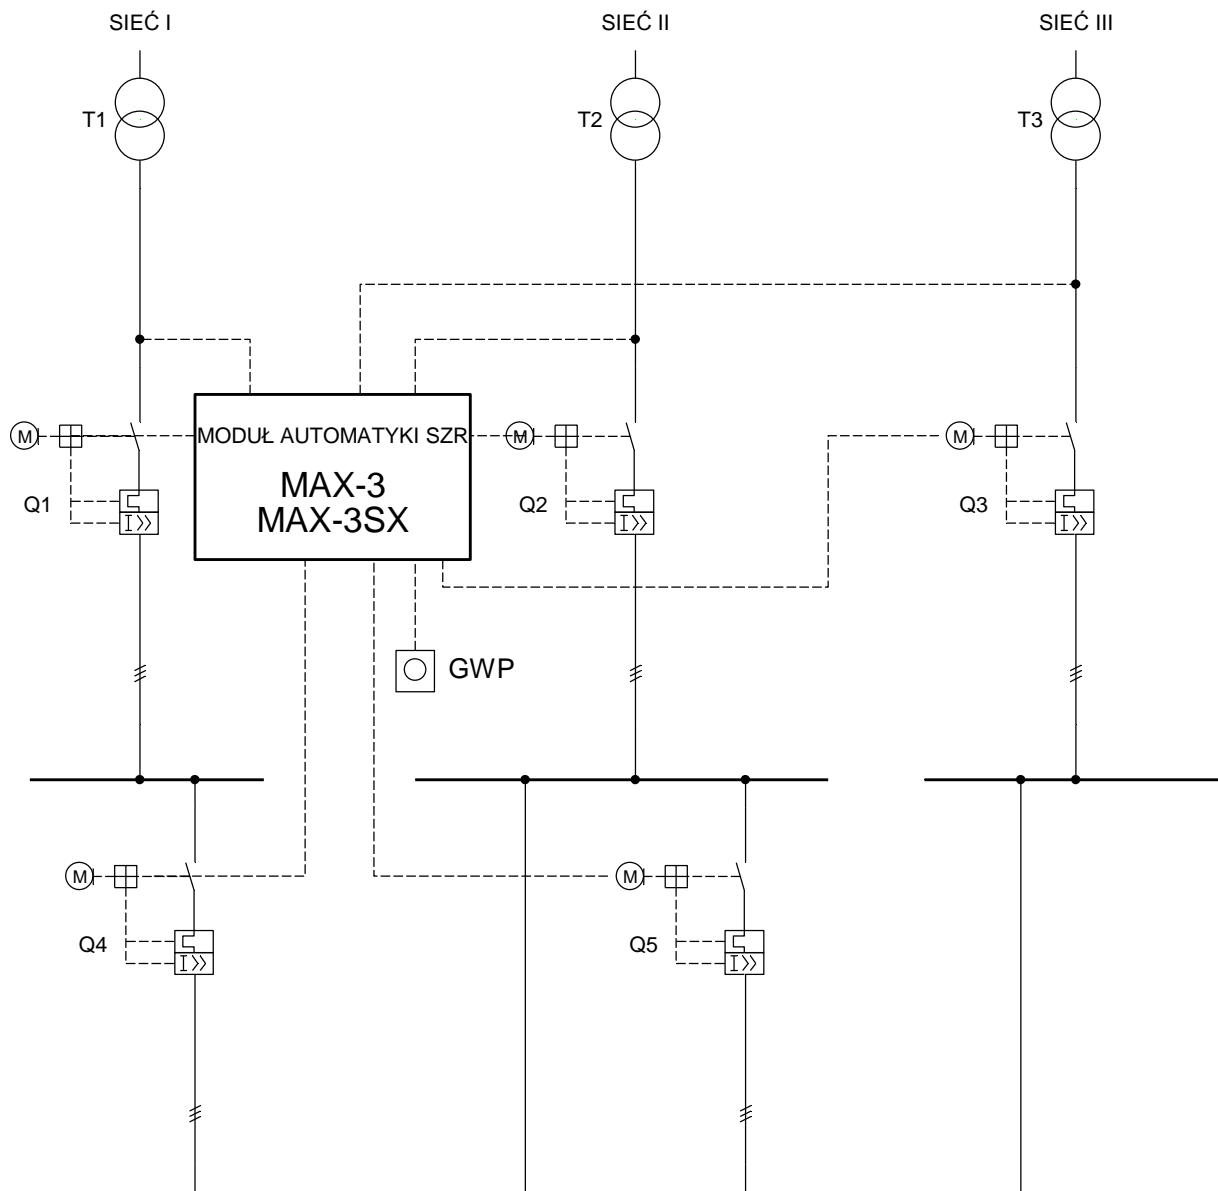 SIEĆ I
SIEĆ II
SIEĆ III
T1
T2
T3
M
MODUŁ AUTOMATYKI SZR
M
M
MAX-3
MAX-3SX
Q1
I >>
Q2
I >>
Q3
I >>
GWP
M
M
Q4
I >>
Q5
I >>